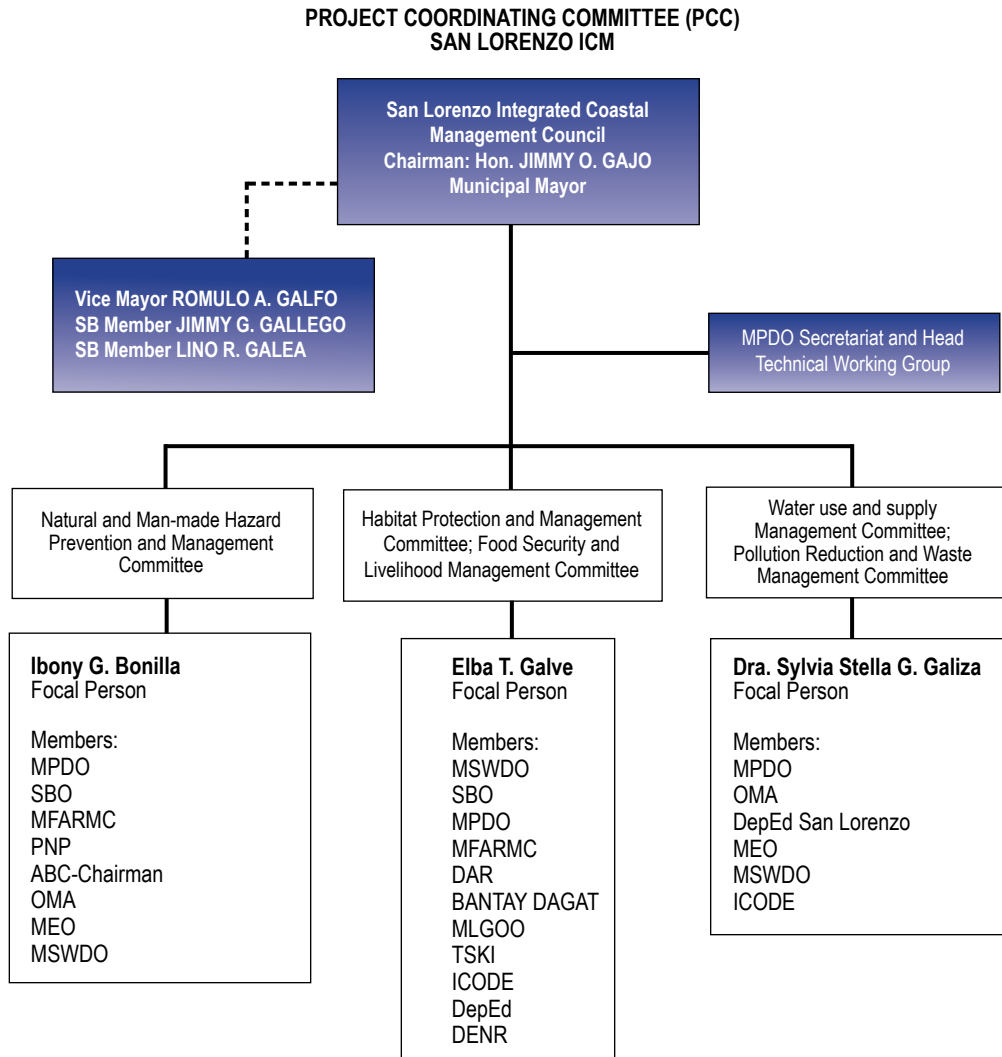 PROJECT COORDINATING COMMITTEE (PCC)
SAN LORENZO ICM
San Lorenzo Integrated Coastal
Management Council
Chairman: Hon. JIMMY O. GAJO
Municipal Mayor
Vice Mayor ROMULO A. GALFO
SB Member JIMMY G. GALLEGO
SB Member LINO R. GALEA
MPDO Secretariat and Head
Technical Working Group
Natural and Man-made Hazard
Prevention and Management
Committee
Habitat Protection and Management
Committee; Food Security and
Livelihood Management Committee
Water use and supply
Management Committee;
Pollution Reduction and Waste
Management Committee
Ibony G. Bonilla
Focal Person
Members:
MPDO
SBO
MFARMC
PNP
ABC-Chairman
OMA
MEO
MSWDO
Elba T. Galve
Focal Person
Members:
MSWDO
SBO
MPDO
MFARMC
DAR
BANTAY DAGAT
MLGOO
TSKI
ICODE
DepEd
DENR
Dra. Sylvia Stella G. Galiza
Focal Person
Members:
MPDO
OMA
DepEd San Lorenzo
MEO
MSWDO
ICODE